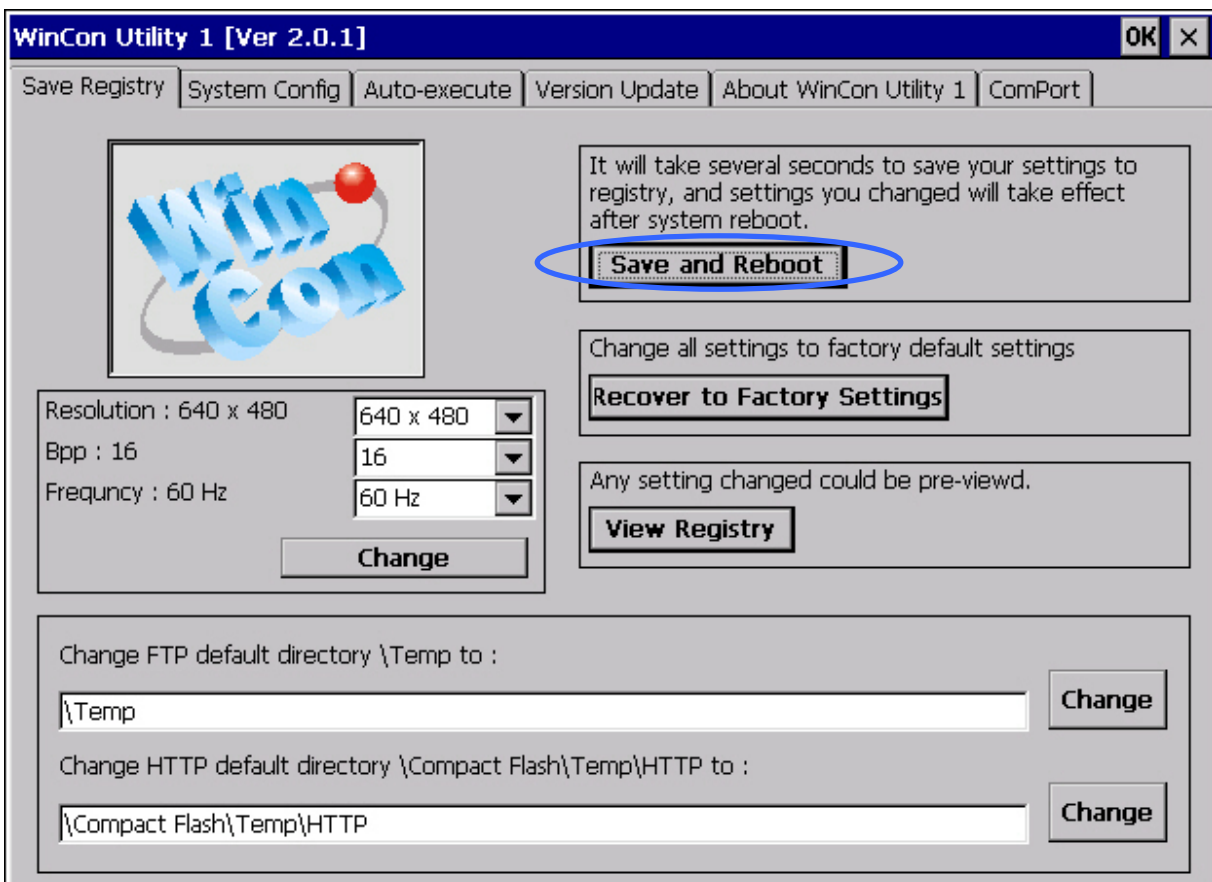 WinCon Utility 1 [Ver 2.0.1]
OK ×
Save Registry System Config Auto-execute Version Update About WinCon Utility 1 ComPort
Win
Con
It will take several seconds to save your settings to
registry, and settings you changed will take effect
after system reboot.
Save and Reboot
Change all settings to factory default settings
Recover to Factory Settings
Any setting changed could be pre-viewd.
View Registry
Resolution : 640 x 480 640 x 480
Bpp : 16 16
Frequncy : 60 Hz 60 Hz
Change
Change FTP default directory \Temp to :
\Temp Change
Change HTTP default directory \Compact Flash\Temp\HTTP to :
\Compact Flash\Temp\HTTP Change